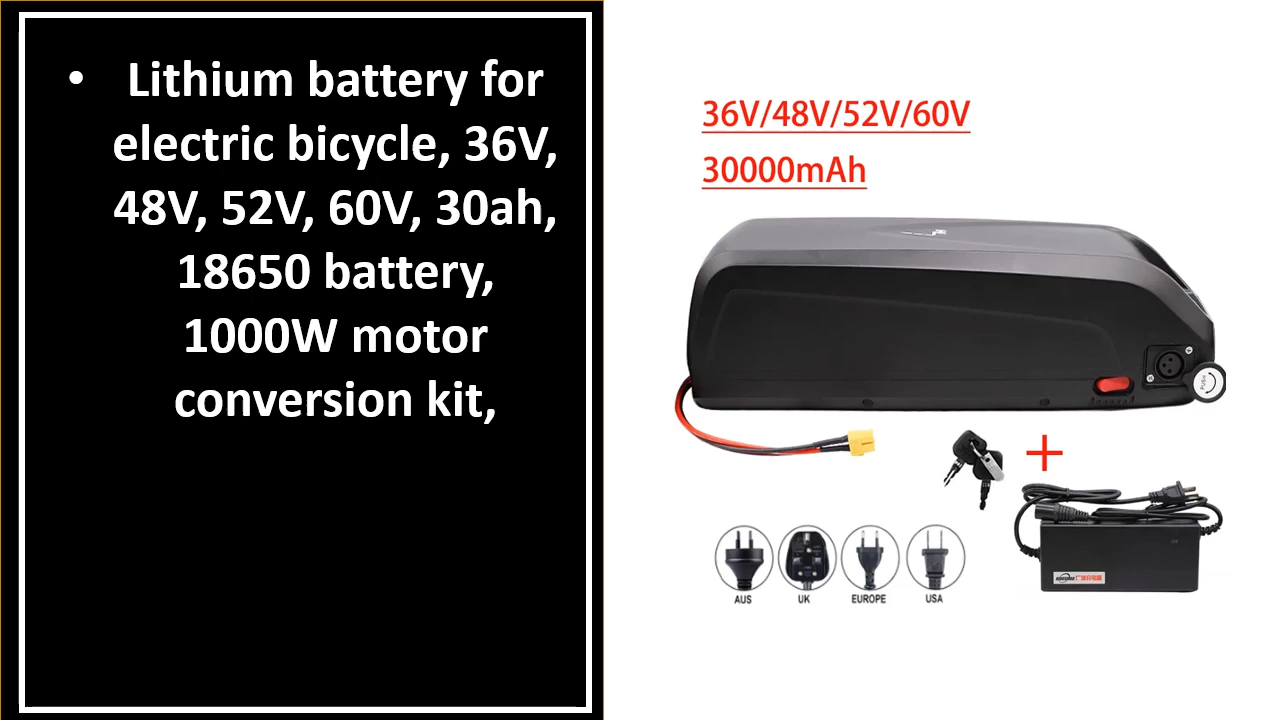 • Lithium battery for
electric bicycle, 36V,
48V, 52V, 60V, 30ah,
18650 battery,
1000W motor
conversion kit,
36V/48V/52V/60V
30000mAh
PUSH
AUS
UK
EUROPE
USA